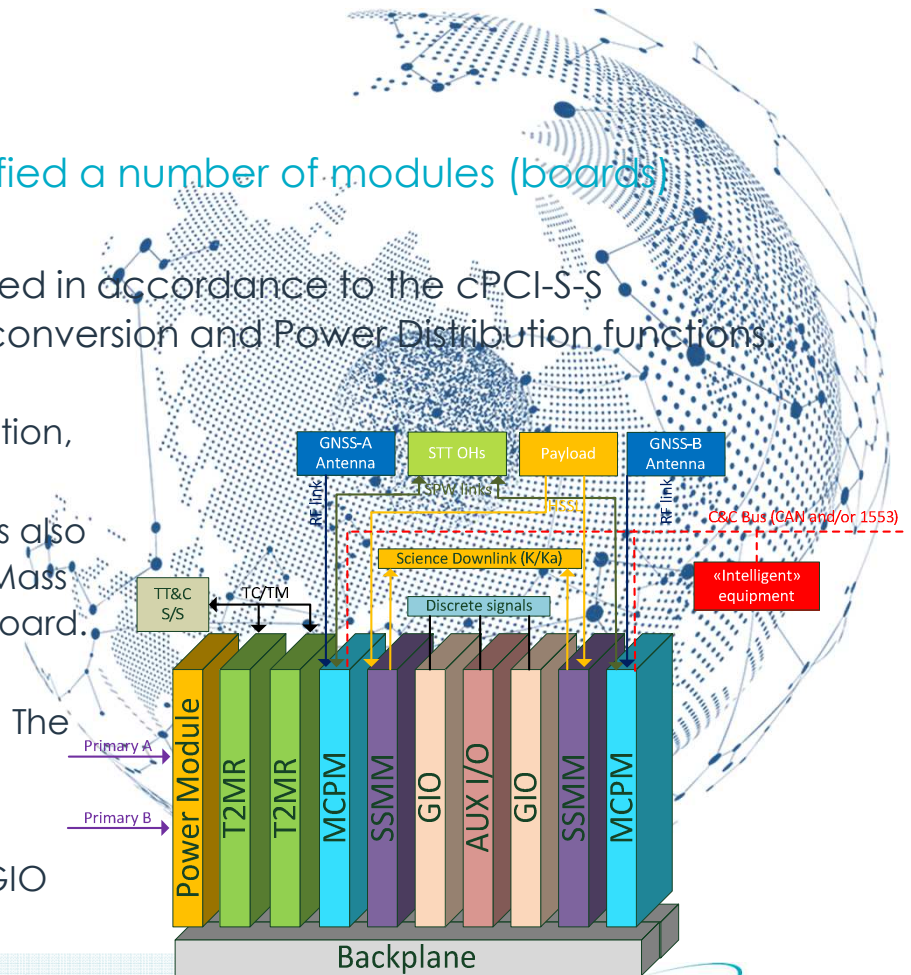 fied a number of modules (boards)
ed in accordance to the cPCI-S-S
conversion and Power Distribution functions.
tion,
s also
Mass
oard.
The
GIO
GNSS-A
Antenna
STT OHs
Payload
GNSS-B
Antenna
RF link
SPW links
HSSL
RF link
C&C Bus (CAN and/or 1553)
Science Downlink (K/Ka)
«Intelligent»
equipment
TT&C
S/S
TC/TM
Discrete signals
Primary A
Primary B
Power Module
T2MR
T2MR
MCPM
SSMM
GIO
AUX I/O
GIO
SSMM
MCPM
Backplane